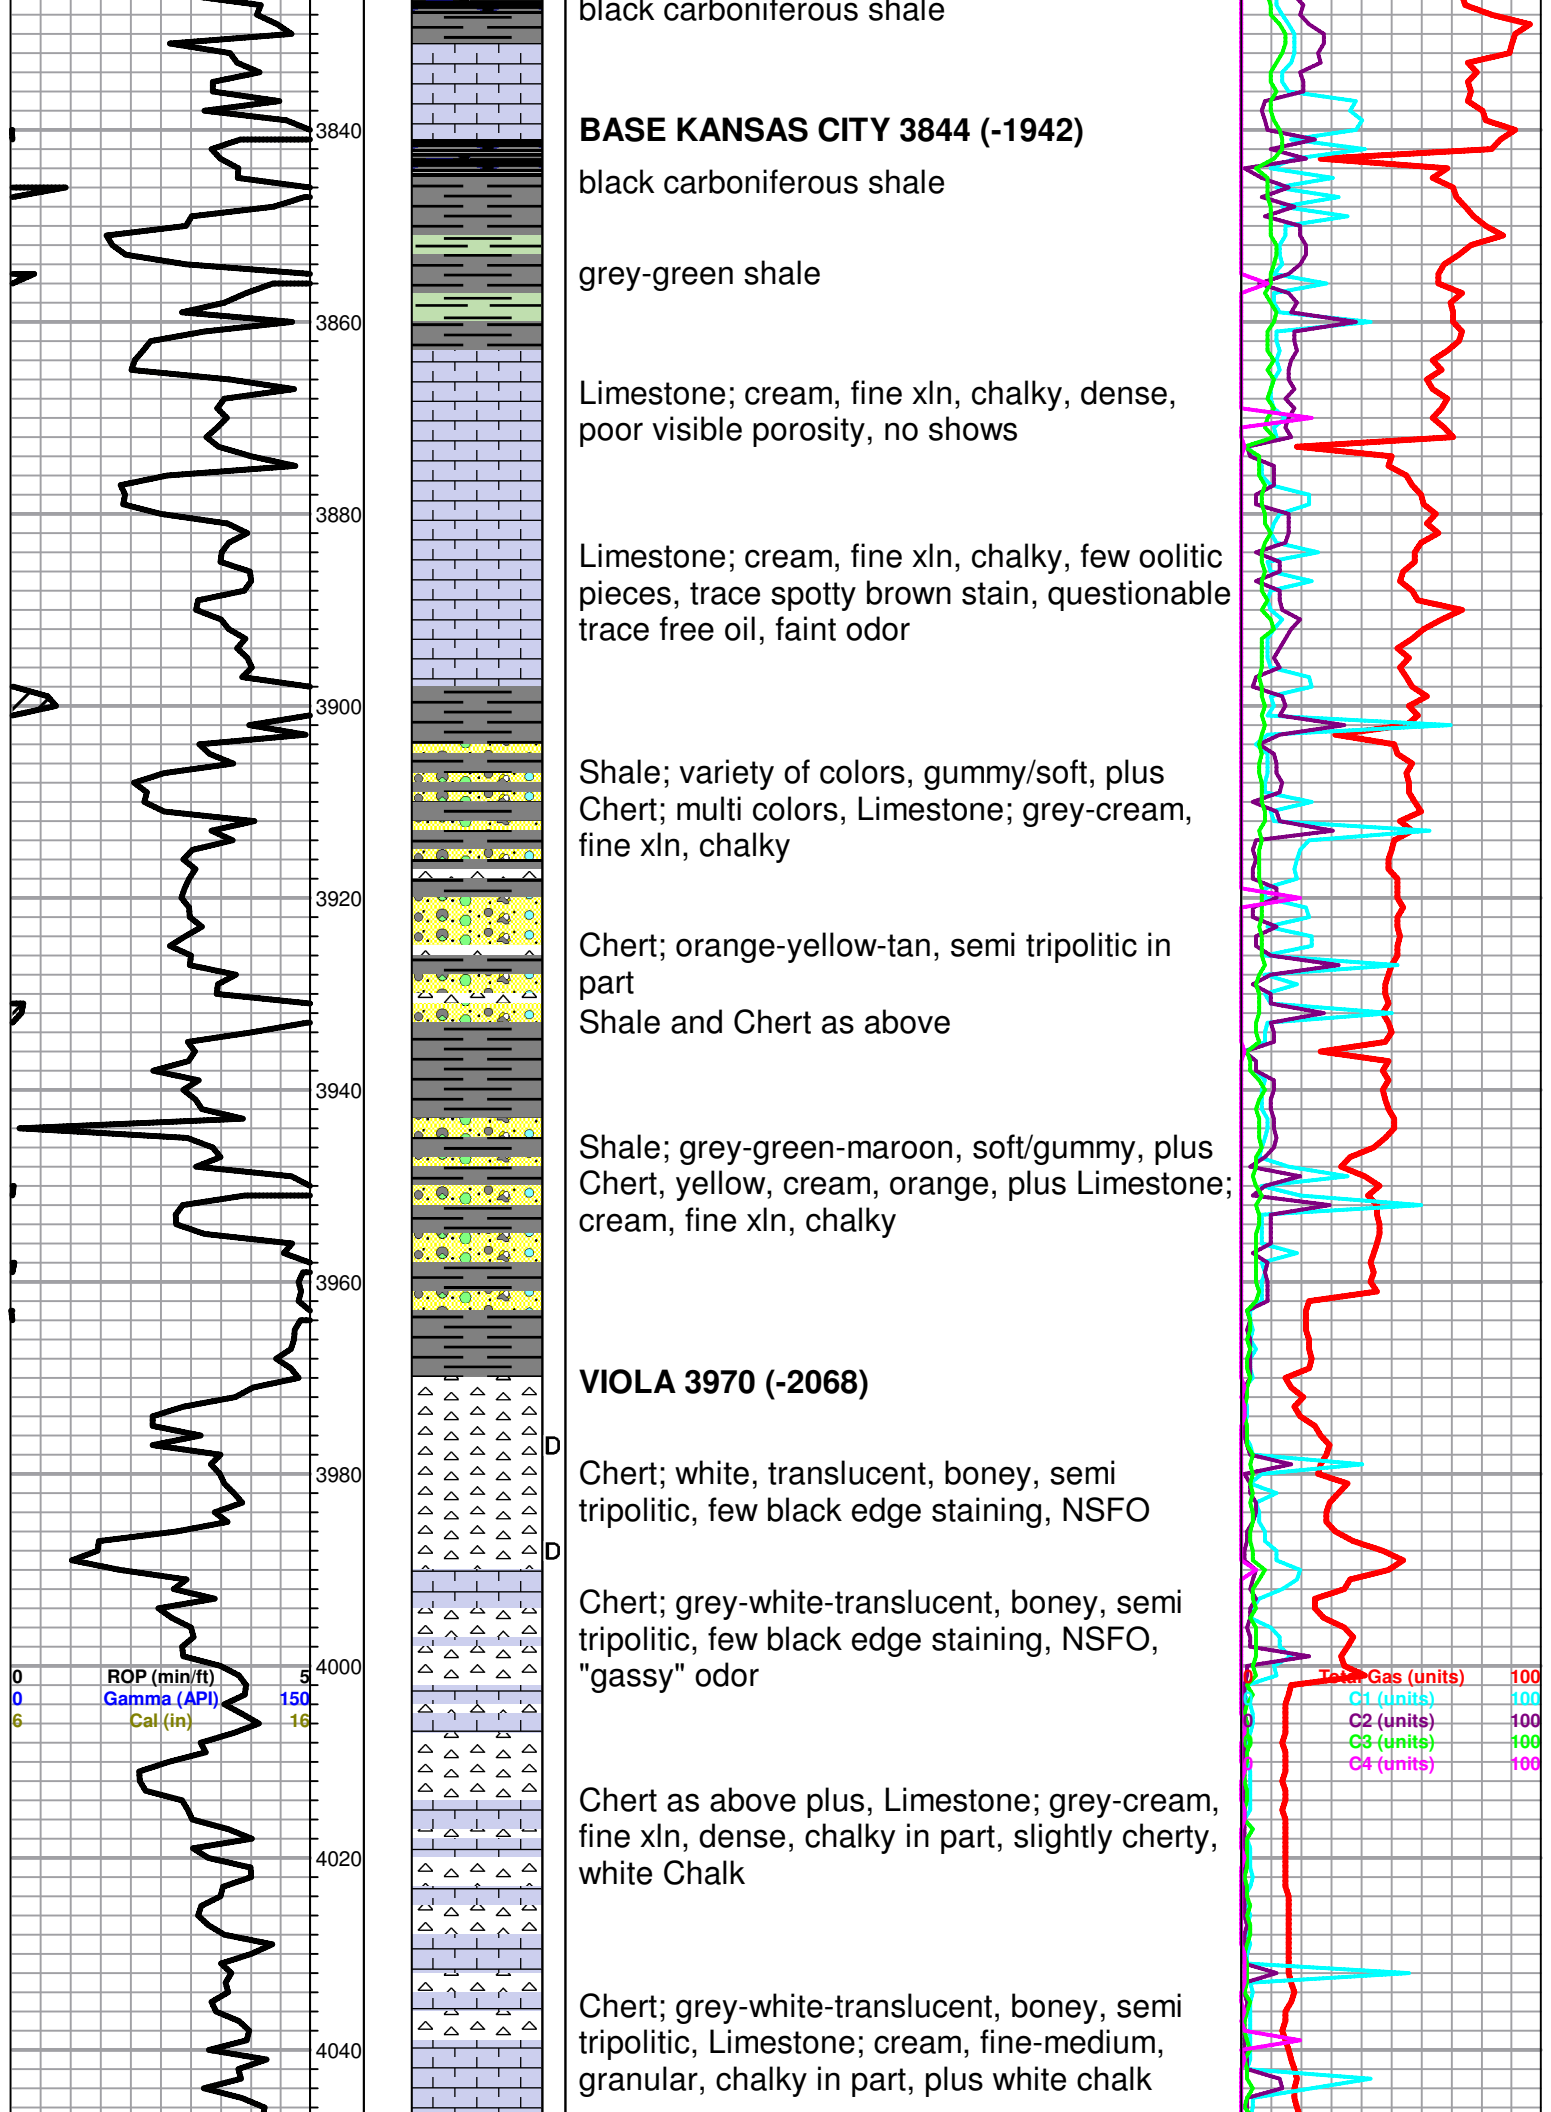 black carboniferous shale
3840
BASE KANSAS CITY 3844 (-1942)
black carboniferous shale
grey-green shale
3860
Limestone; cream, fine xln, chalky, dense,
poor visible porosity, no shows
3880
Limestone; cream, fine xln, chalky, few oolitic
pieces, trace spotty brown stain, questionable
trace free oil, faint odor
3900
Shale; variety of colors, gummy/soft, plus
Chert; multi colors, Limestone; grey-cream,
fine xln, chalky
3920
Chert; orange-yellow-tan, semi tripolitic in
part
Shale and Chert as above
3940
Shale; grey-green-maroon, soft/gummy, plus
Chert, yellow, cream, orange, plus Limestone;
cream, fine xln, chalky
3960
VIOLA 3970 (-2068)
D
3980
Chert; white, translucent, boney, semi
tripolitic, few black edge staining, NSFO
D
Chert; grey-white-translucent, boney, semi
tripolitic, few black edge staining, NSFO,
"gassy" odor
4000
0 ROP (min/ft) 5
0 Gamma (API) 150
6 Cal (in) 16
0 Total Gas (units) 100
C1 (units) 100
0 C2 (units) 100
C3 (units) 100
0 C4 (units) 100
Chert as above plus, Limestone; grey-cream,
fine xln, dense, chalky in part, slightly cherty,
white Chalk
4020
Chert; grey-white-translucent, boney, semi
tripolitic, Limestone; cream, fine-medium,
granular, chalky in part, plus white chalk
4040